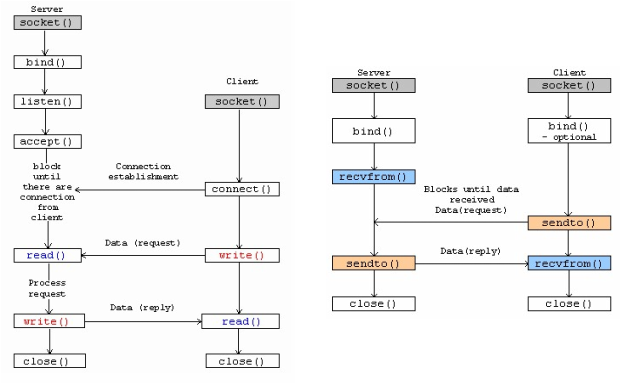 Server
socket()
bind()
listen()
accept()
block
until
there are
connection
from
client
read()
Process
request
write()
close()
Connection
establishment
Data (request)
Data (reply)
Client
socket()
connect()
write()
read()
close()
Server
socket()
bind()
recvfrom()
sendto()
close()
Blocks until data
received
Data(request)
Data(reply)
Client
socket()
bind()
- optional
sendto()
recvfrom()
close()